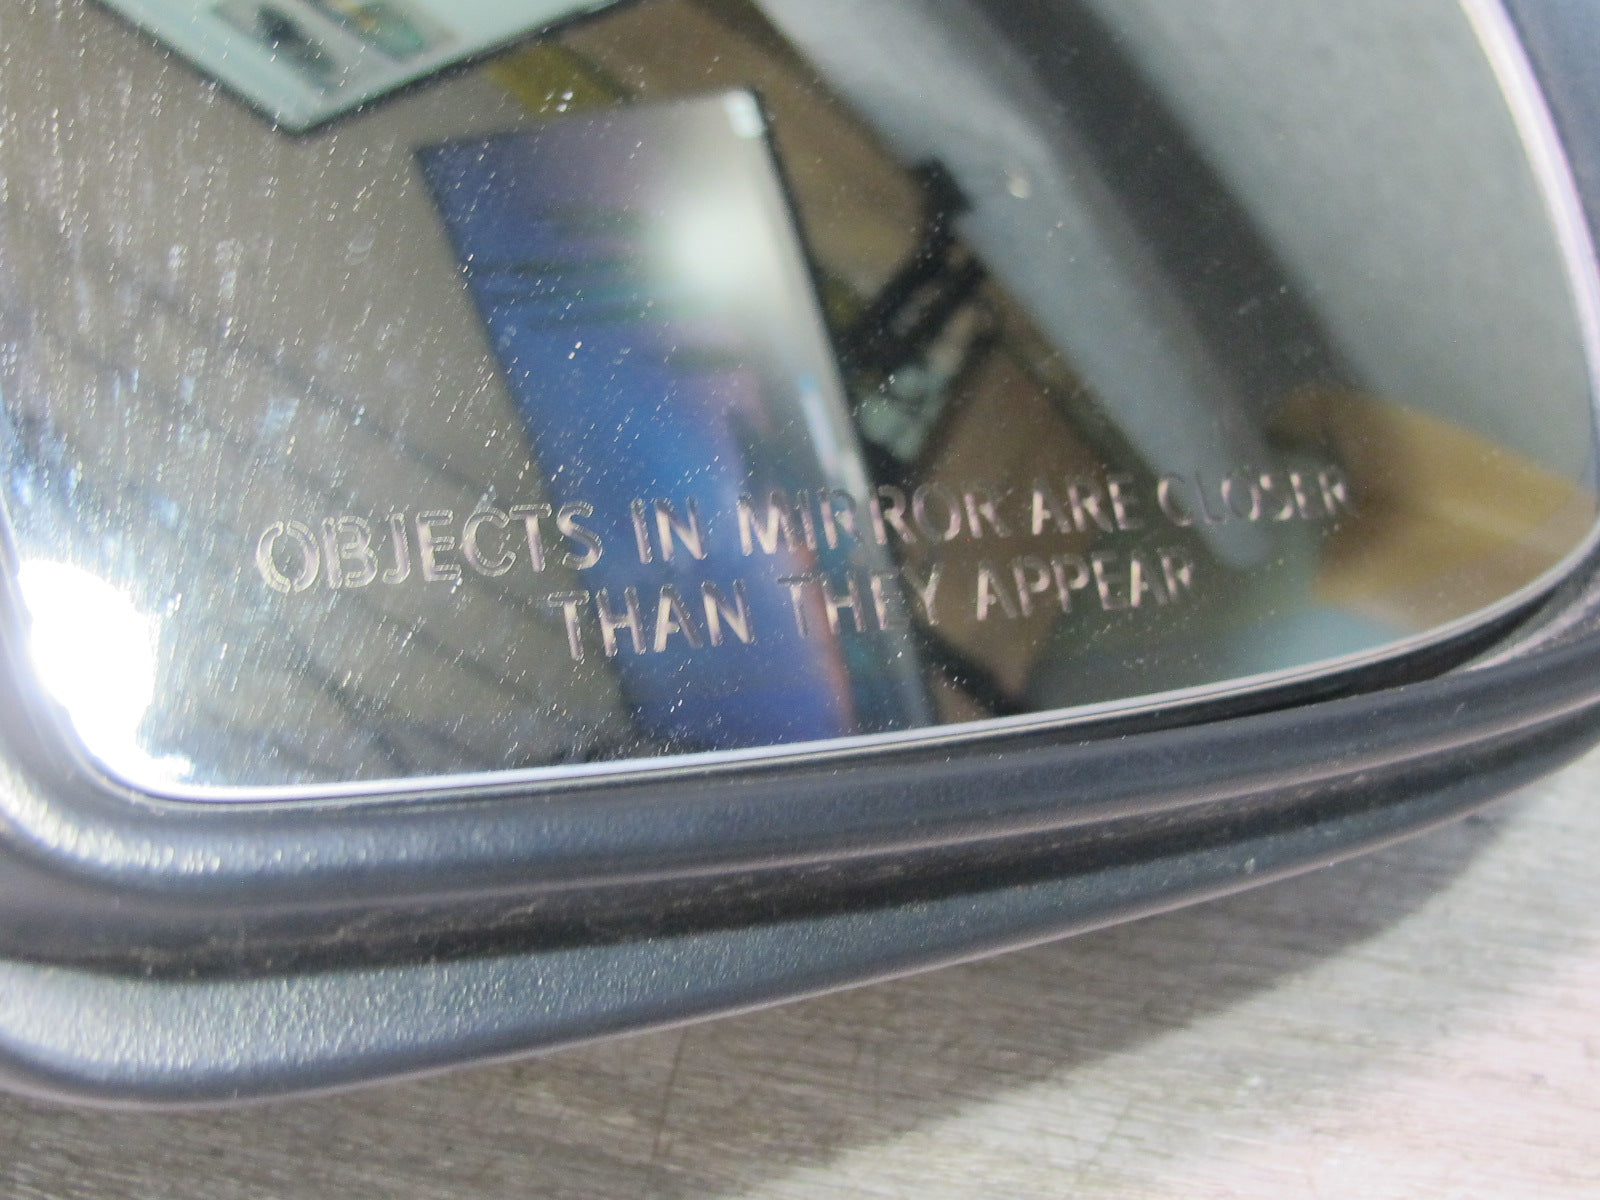 OBJECTS IN MIRROR ARE CLOSER
THAN THEY APPEAR